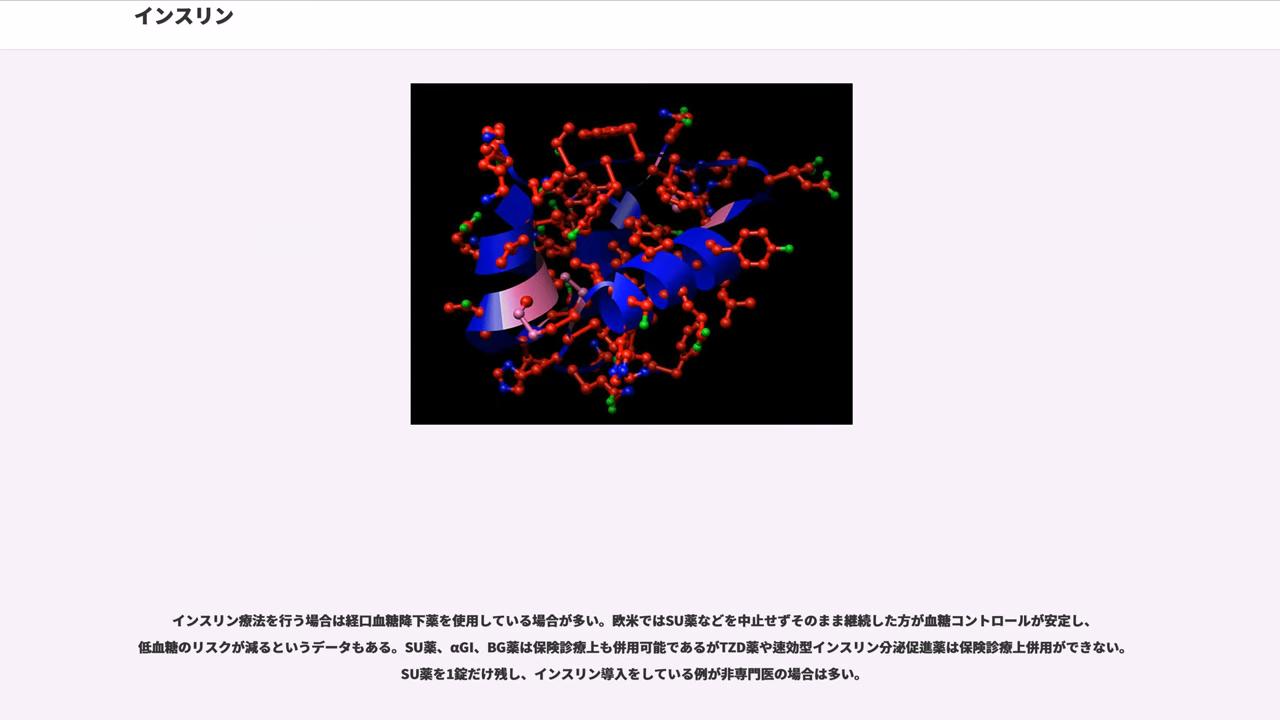 インスリン
インスリン療法を行う場合は経口血糖降下薬を使用している場合が多い。欧米ではSU薬などを中止せずそのまま継続した方が血糖コントロールが安定し、
低血糖のリスクが減るというデータもある。SU薬、αGI、BG薬は保険診療上も併用可能であるがTZD薬や速効型インスリン分泌促進薬は保険診療上併用ができない。
SU薬を1錠だけ残し、インスリン導入をしている例が非専門医の場合は多い。